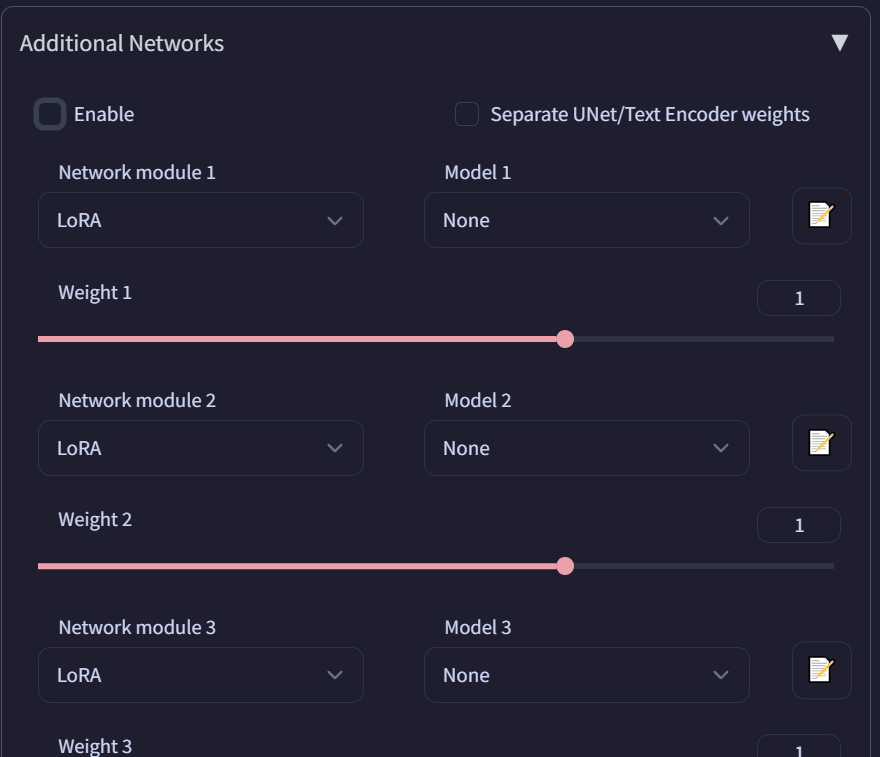 Additional Networks
Enable
Separate UNet/Text Encoder weights
Network module 1
Model 1
LoRA
None
Weight 1
1
Network module 2
Model 2
LoRA
None
Weight 2
1
Network module 3
Model 3
LoRA
None
Weight 3
1